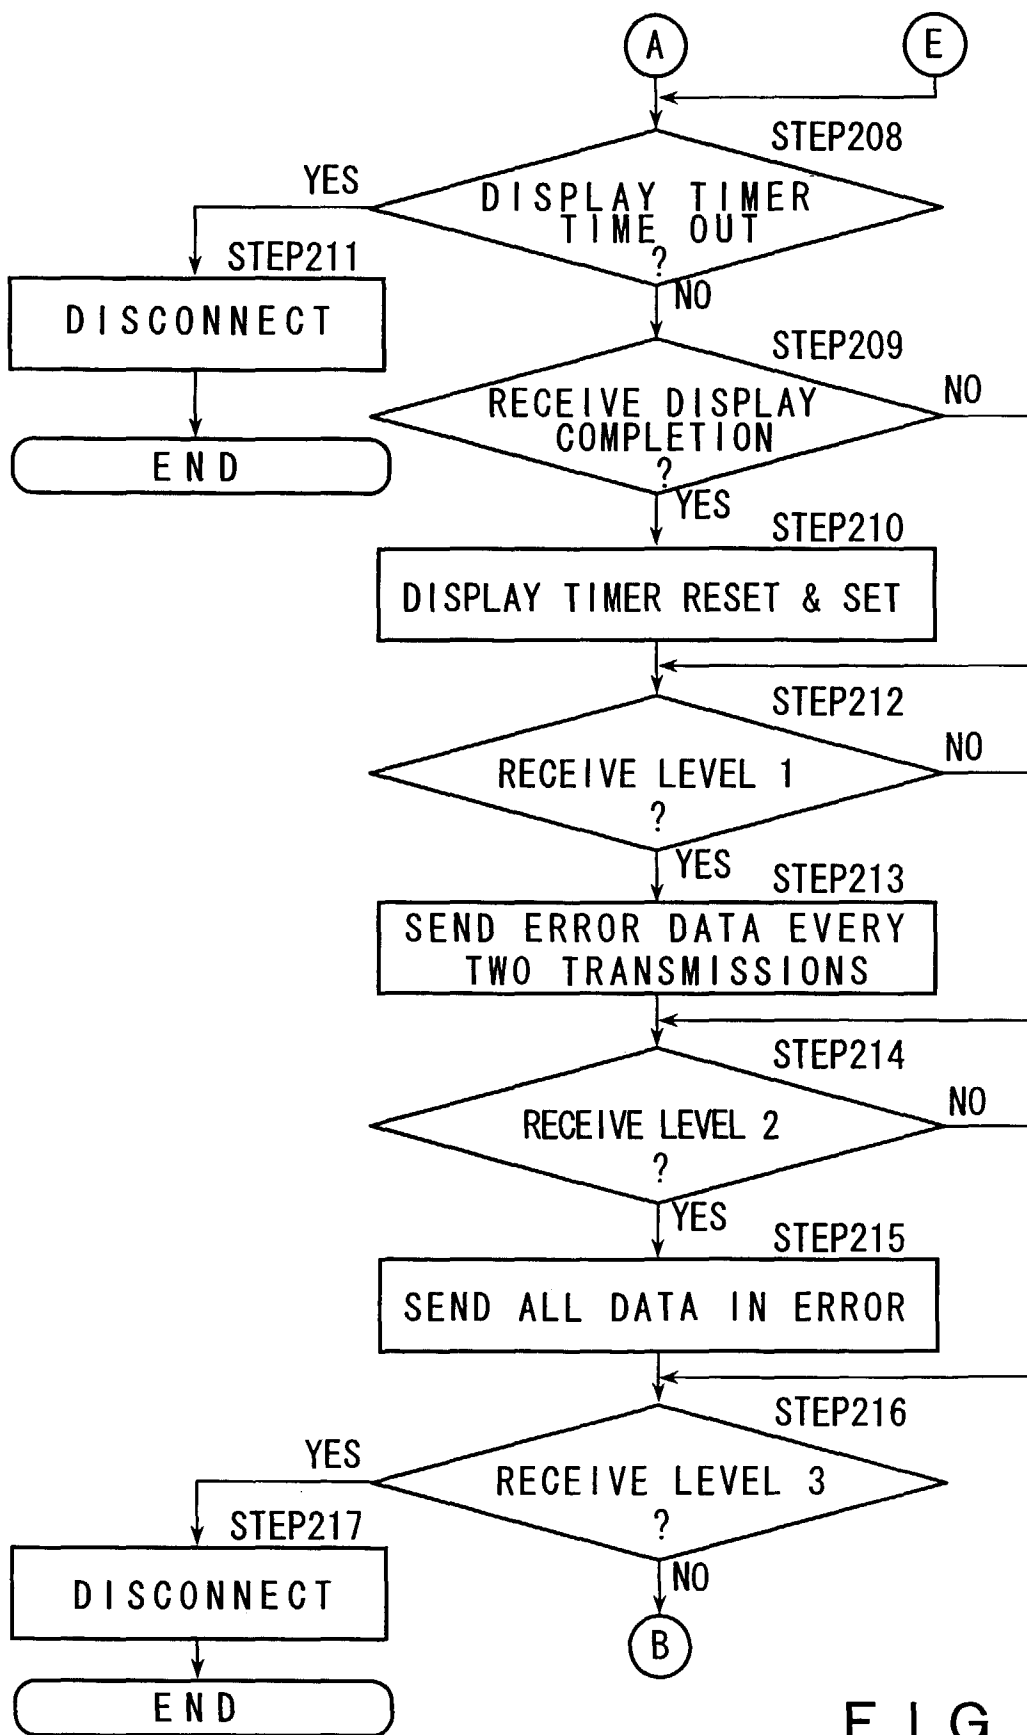 A
E
STEP208
YES
DISPLAY TIMER
TIME OUT
?
STEP211
NO
DISCONNECT
STEP209
NO
RECEIVE DISPLAY
COMPLETION
?
END
YES
STEP210
DISPLAY TIMER RESET & SET
STEP212
NO
RECEIVE LEVEL 1
?
YES
STEP213
SEND ERROR DATA EVERY
TWO TRANSMISSIONS
STEP214
NO
RECEIVE LEVEL 2
?
YES
STEP215
SEND ALL DATA IN ERROR
STEP216
YES
RECEIVE LEVEL 3
?
STEP217
NO
DISCONNECT
B
END
FIG